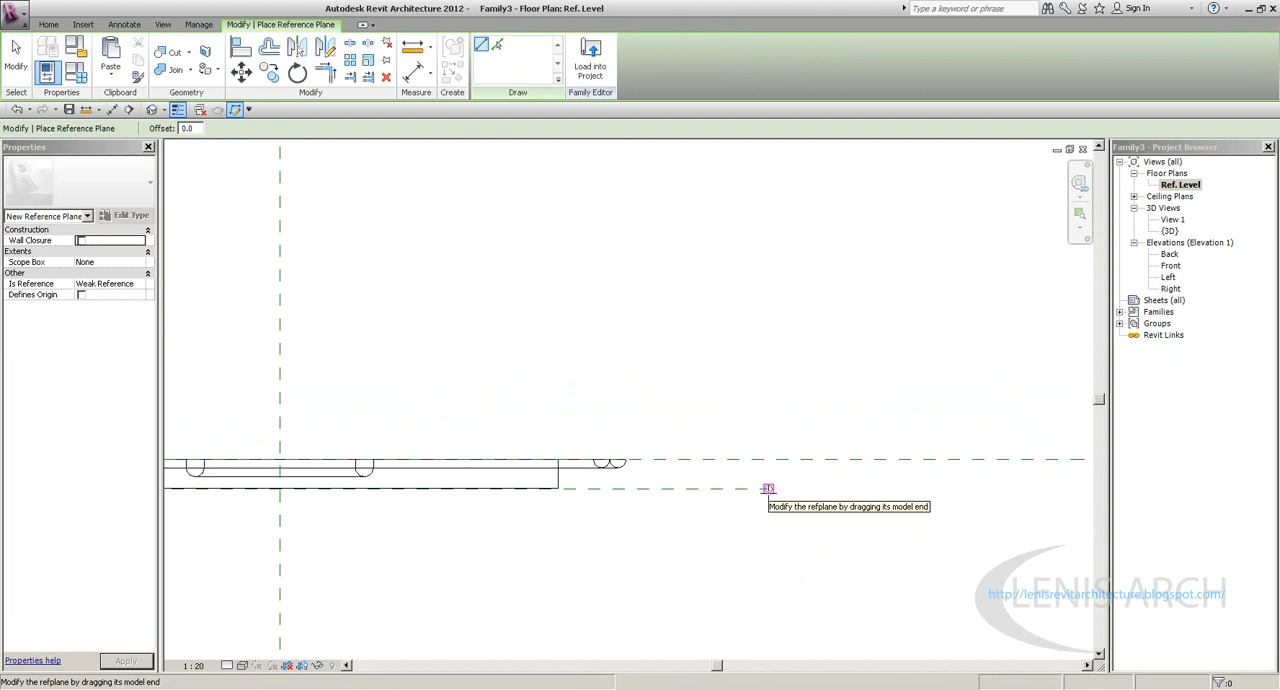 Autodesk Revit Architecture 2012 - Family3 - Floor Plan: Ref. Level
Type a keyword or phrase
Sign In
Home Insert Annotate View Manage Modify | Place Reference Plane
Modify
Cut
Join
Paste
Load into
Project
Select Properties Clipboard Geometry Modify Measure Create Draw Family Editor
Modify | Place Reference Plane Offset: 0.0
Properties
New Reference Plane Edit Type
Construction
Wall Closure
Extents
Scope Box None
Other
Is Reference Weak Reference
Defines Origin
Properties help Apply
Modify the refplane by dragging its model end
1 : 20
Family3 - Project Browser
Views (all)
Floor Plans
Ref. Level
Ceiling Plans
3D Views
View 1
{3D}
Elevations (Elevation 1)
Back
Front
Left
Right
Sheets (all)
Families
Groups
Revit Links
LENIS ARCH
http://lenisrevitarchitecture.blogspot.com/
Modify the refplane by dragging its model end
:0